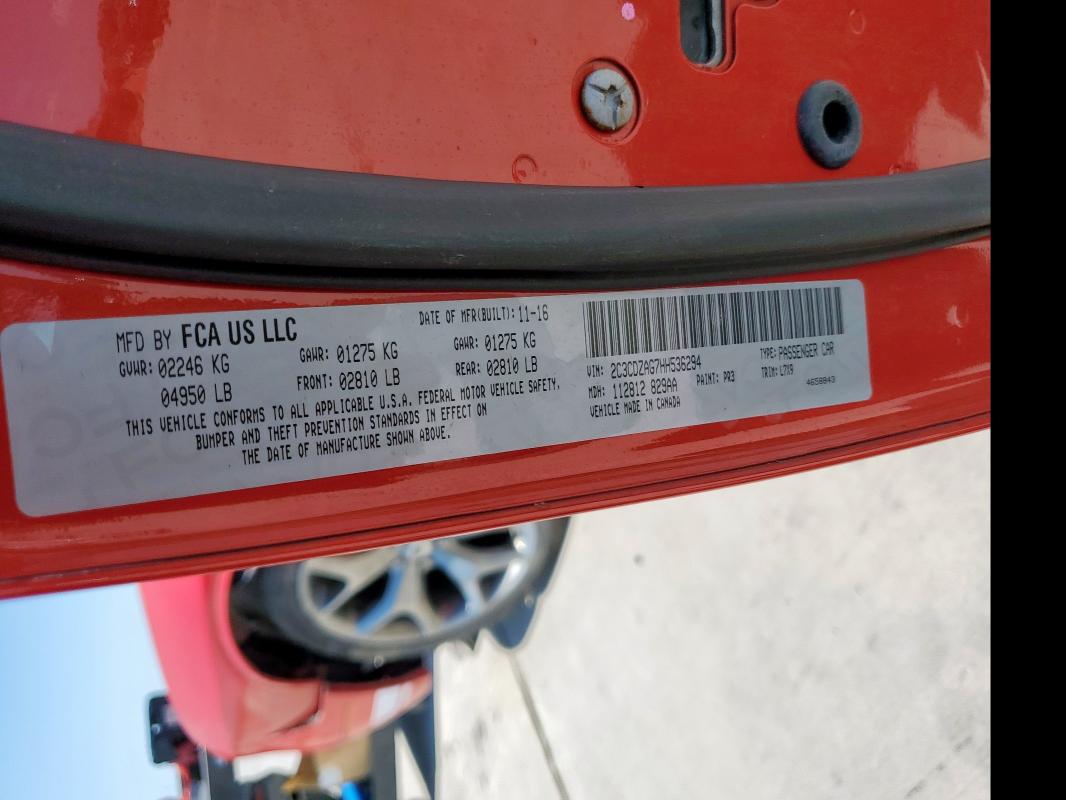 MFD BY FCA US LLC
DATE OF MFR(BUILT): 11-16
GVWR: 02246 KG
04950 LB
GAWR: 01275 KG
FRONT: 02810 LB
GAWR: 01275 KG
REAR: 02810 LB
THIS VEHICLE CONFORMS TO ALL APPLICABLE U.S.A. FEDERAL MOTOR VEHICLE SAFETY,
BUMPER AND THEFT PREVENTION STANDARDS IN EFFECT ON
THE DATE OF MANUFACTURE SHOWN ABOVE.
VIN: 2C3CDZAG7HH536294
TYPE: PASSENGER CAR
MDH: 112812 829AA
PAINT: PR3
TRIM: L7X9
VEHICLE MADE IN CANADA
4658843